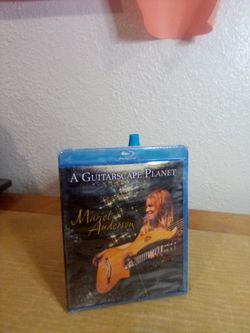 A GUITARSCAPE PLANET
Muriel
Anderson